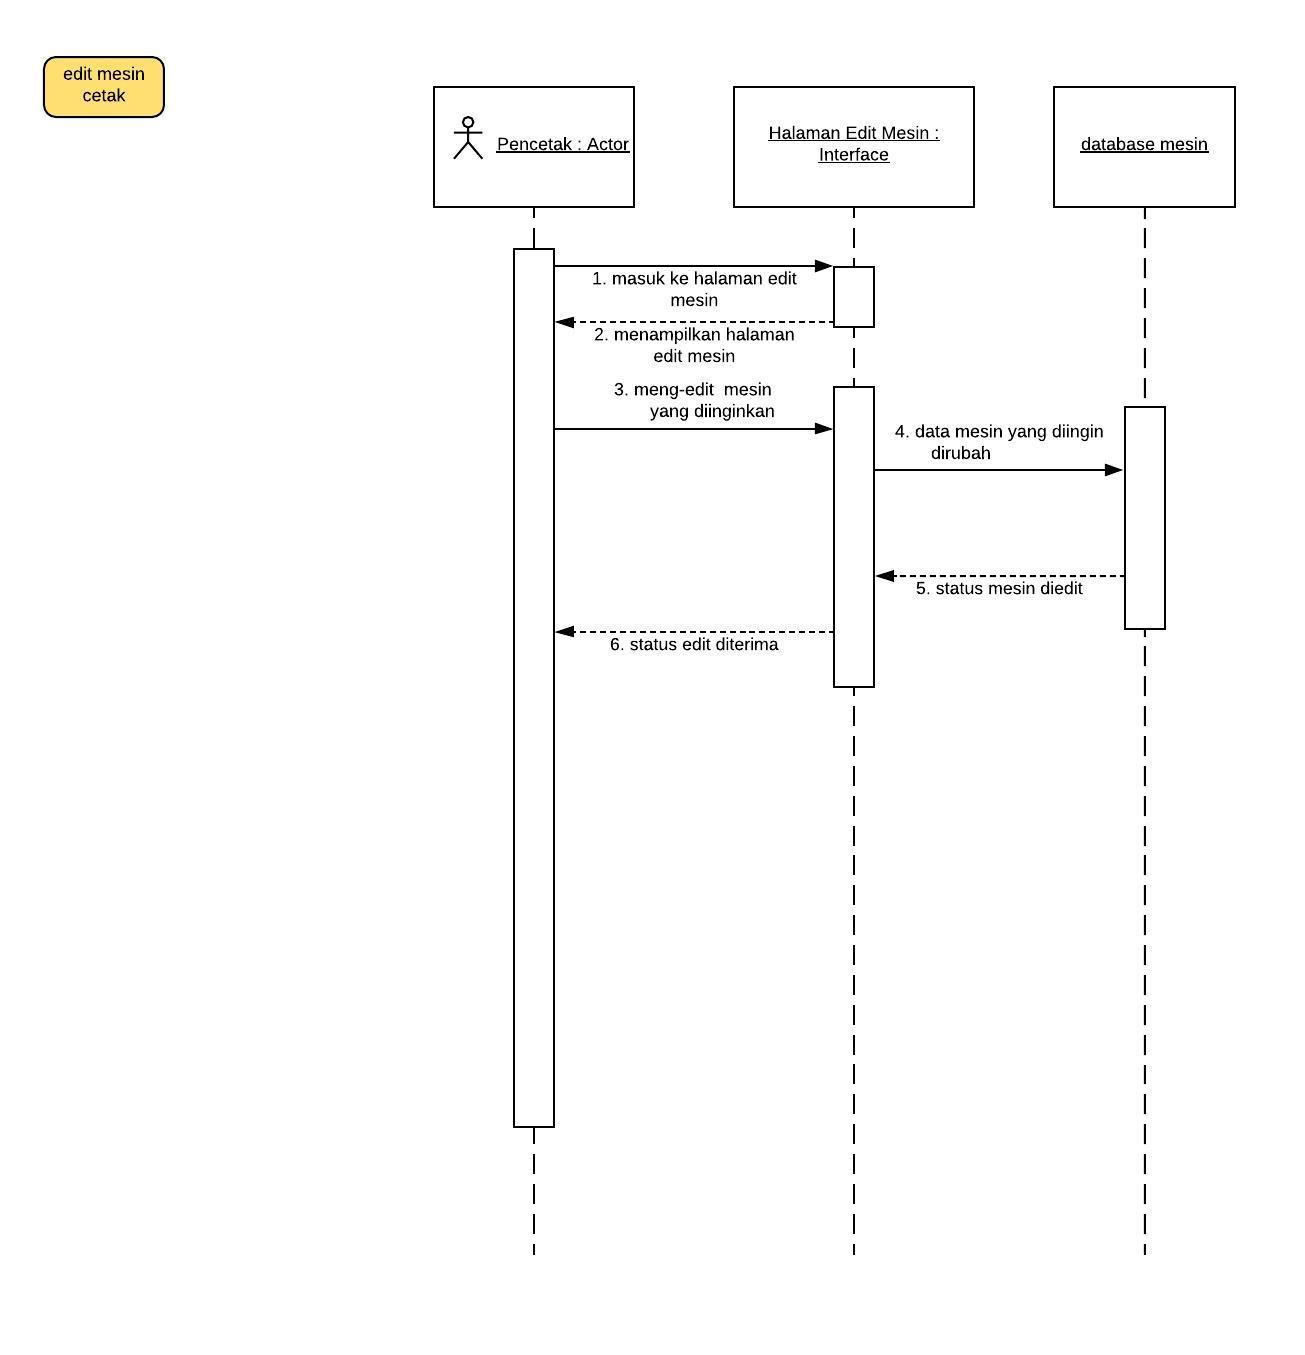 edit mesin
cetak
Pencetak : Actor
Halaman Edit Mesin :
Interface
database mesin
1. masuk ke halaman edit
mesin
2. menampilkan halaman
edit mesin
3. meng-edit  mesin
yang diinginkan
4. data mesin yang diingin
dirubah
5. status mesin diedit
6. status edit diterima